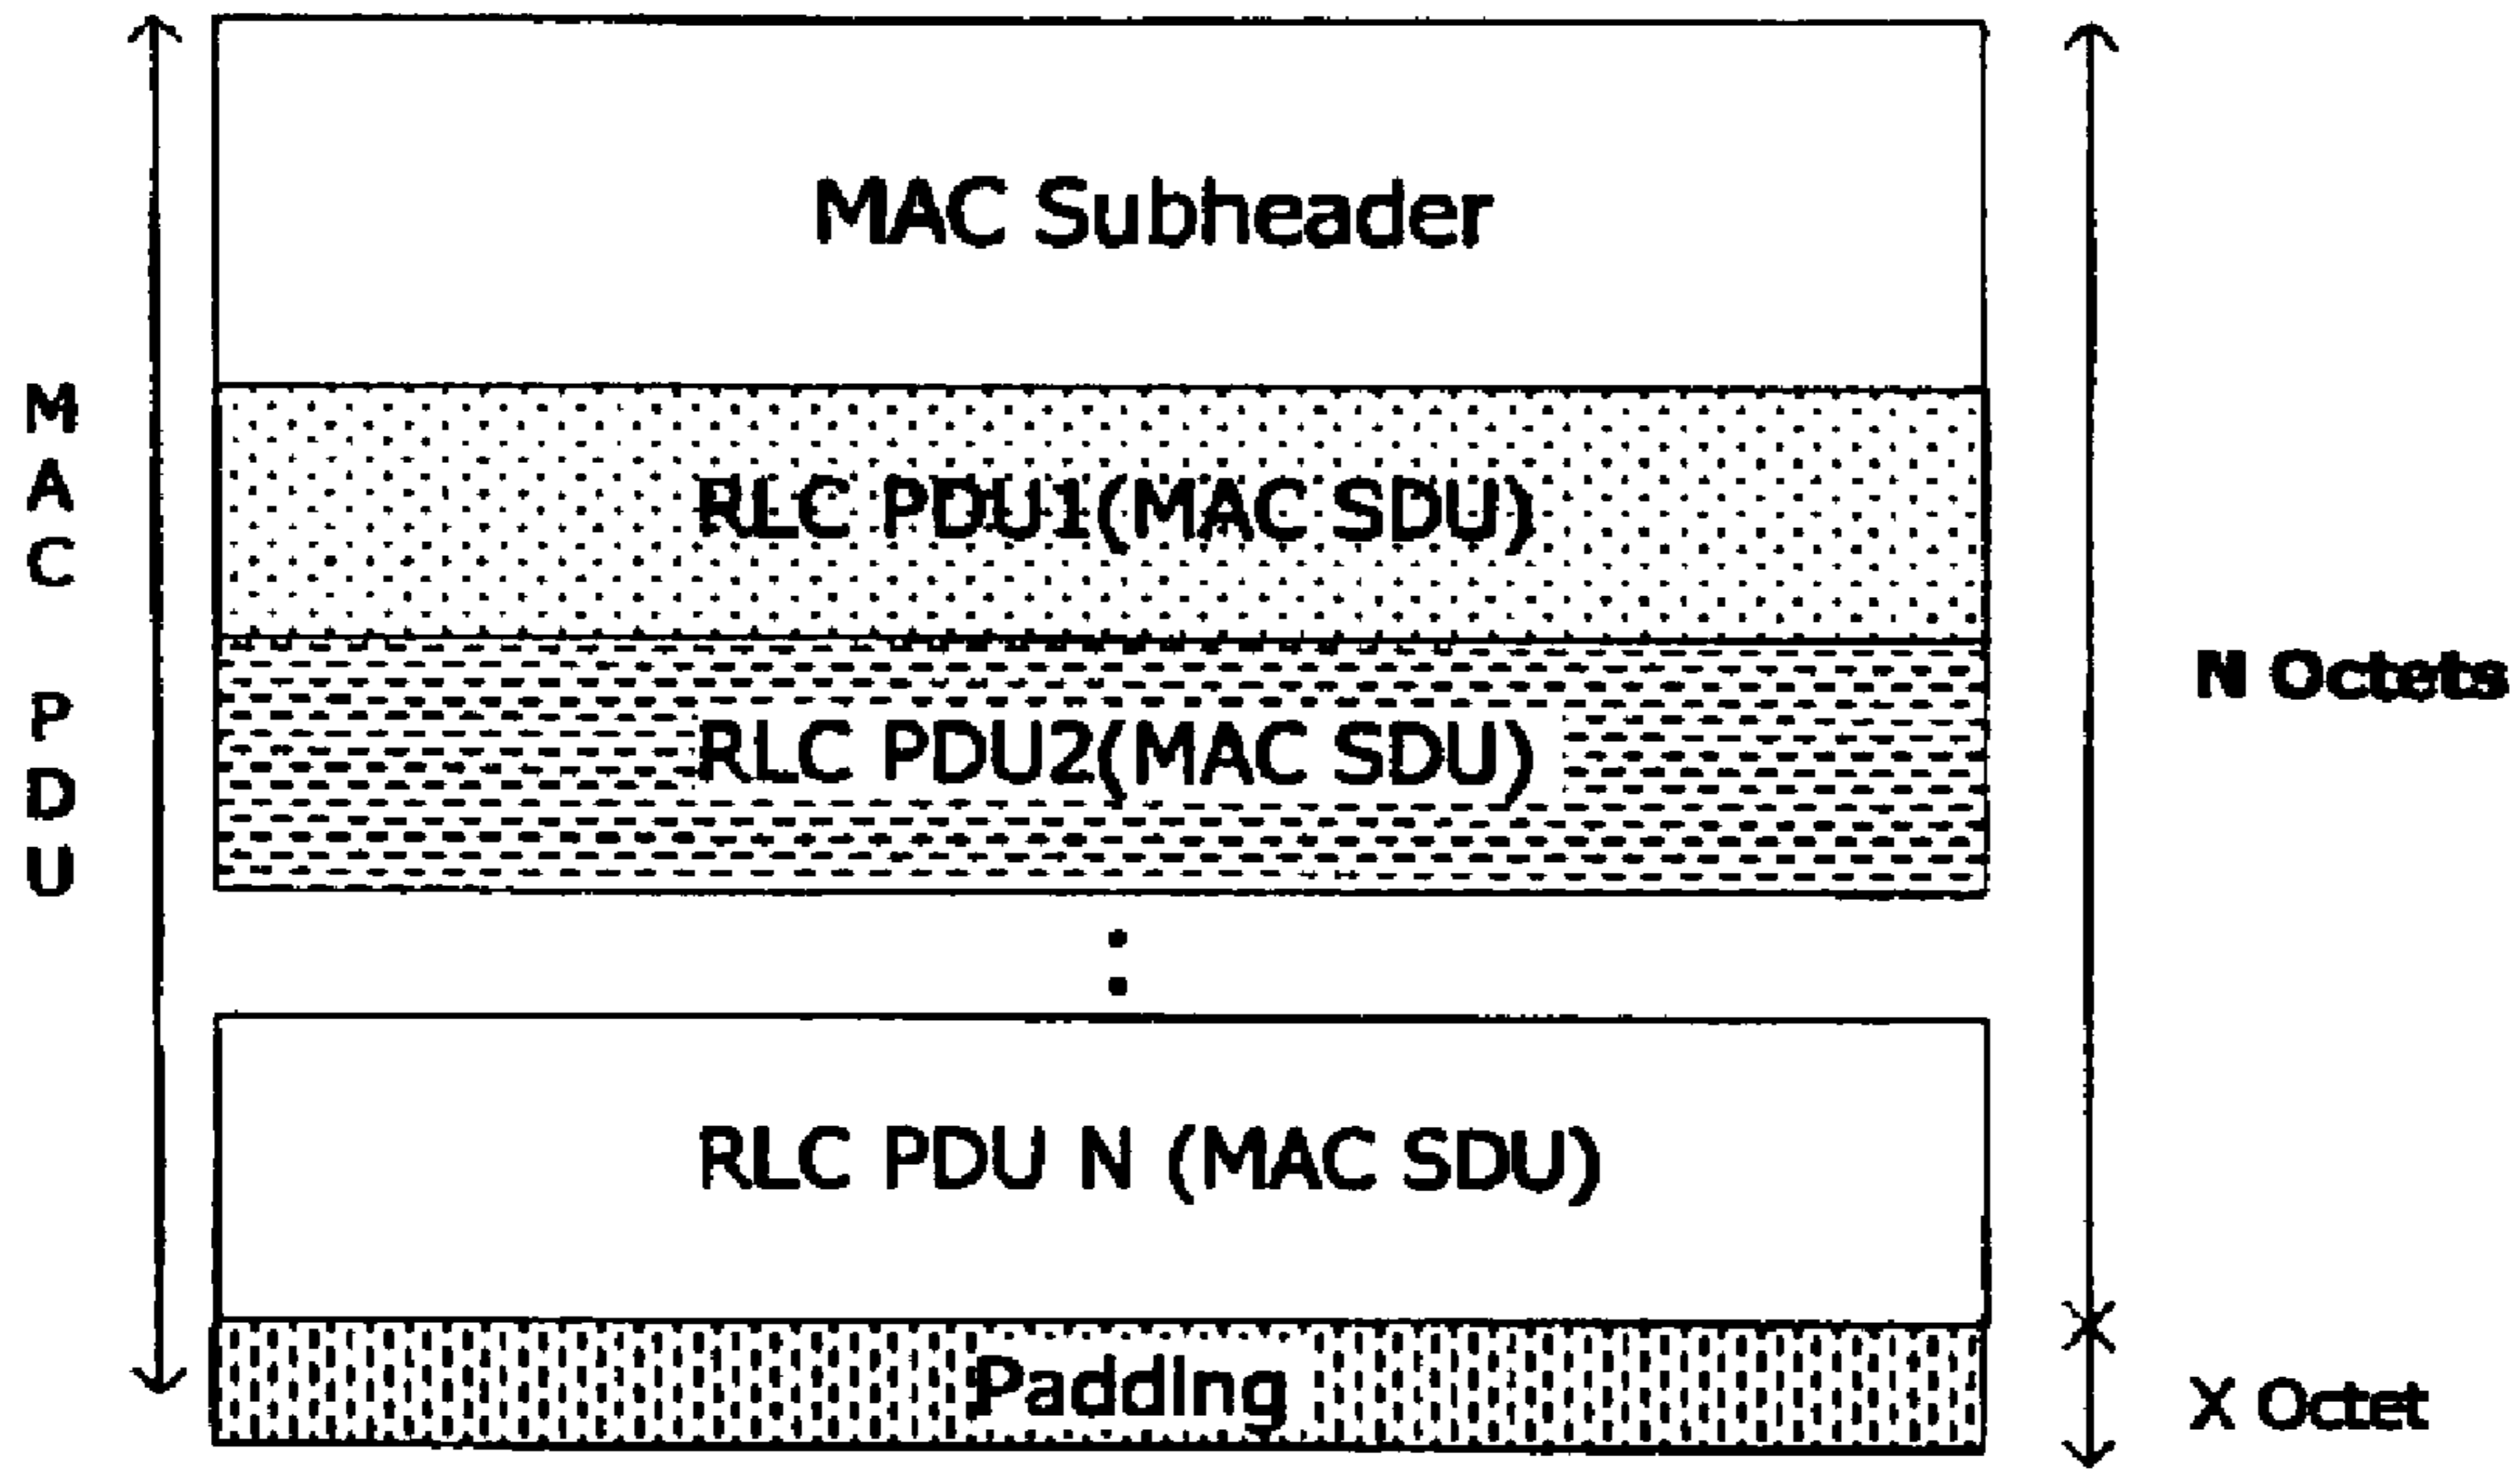 MAC Subheader
RLC PDU1(MAC SDU)
RLC PDU2(MAC SDU)
RLC PDU N (MAC SDU)
Padding
MAC PDU
N Octets
X Octet